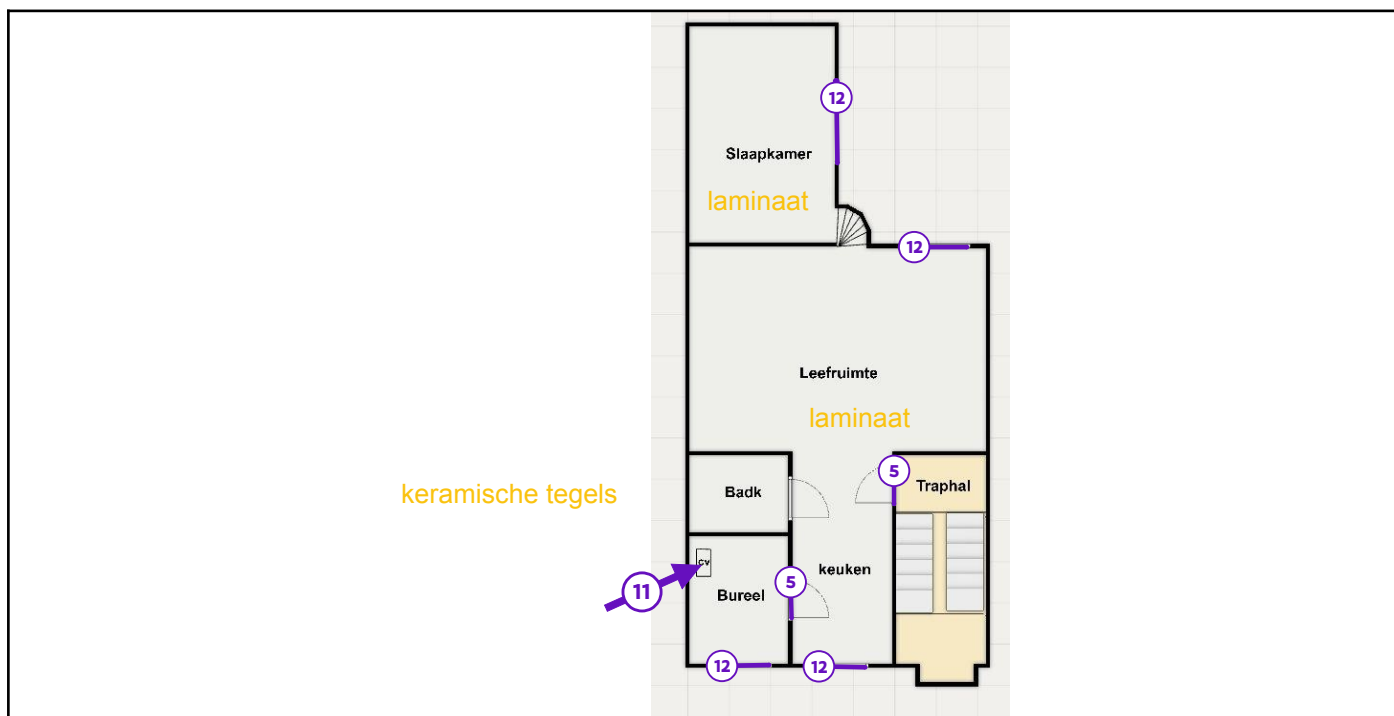 12
Slaapkamer
laminaat
12
Leefruimte
laminaat
5
Badk
Traphal
keramische tegels
cv
keuken
5
11
Bureel
12
12